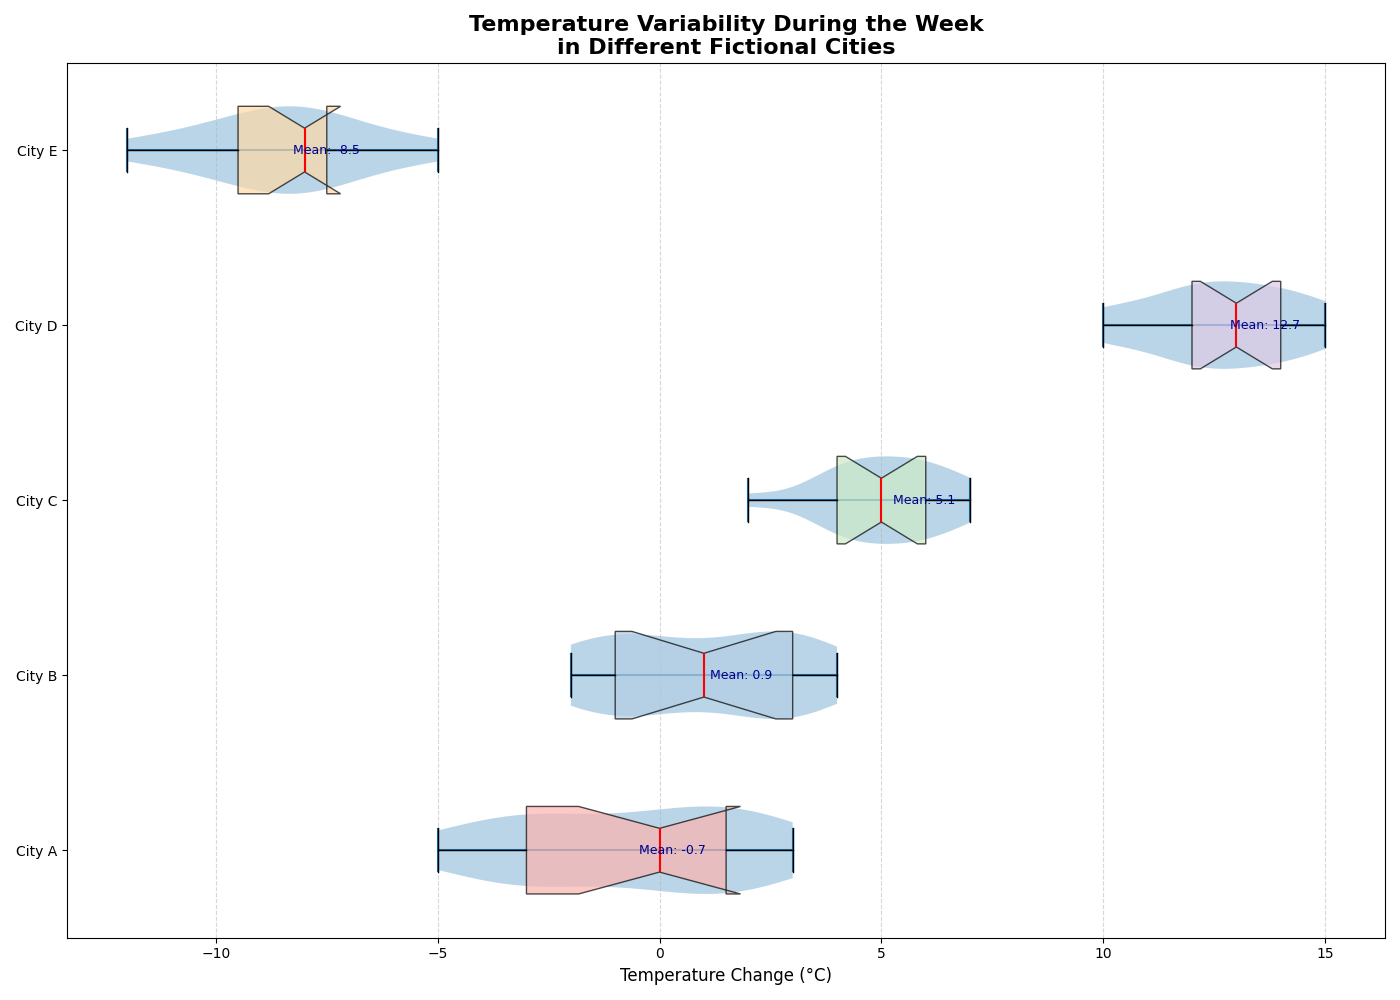 Temperature Variability During the Week
in Different Fictional Cities
City E
Mean: -8.5
City D
Mean: 12.7
City C
Mean: 5.1
City B
Mean: 0.9
City A
Mean: -0.7
−10
−5
0
5
10
15
Temperature Change (°C)